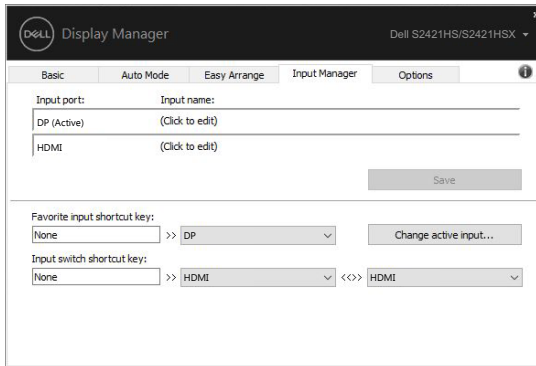 DELL Display Manager Dell S2421HS/S2421HSX
Basic Auto Mode Easy Arrange Input Manager Options
Input port: Input name:
DP (Active) (Click to edit)
HDMI (Click to edit)
Save
Favorite input shortcut key:
None >> DP Change active input...
Input switch shortcut key:
None >> HDMI <<>> HDMI